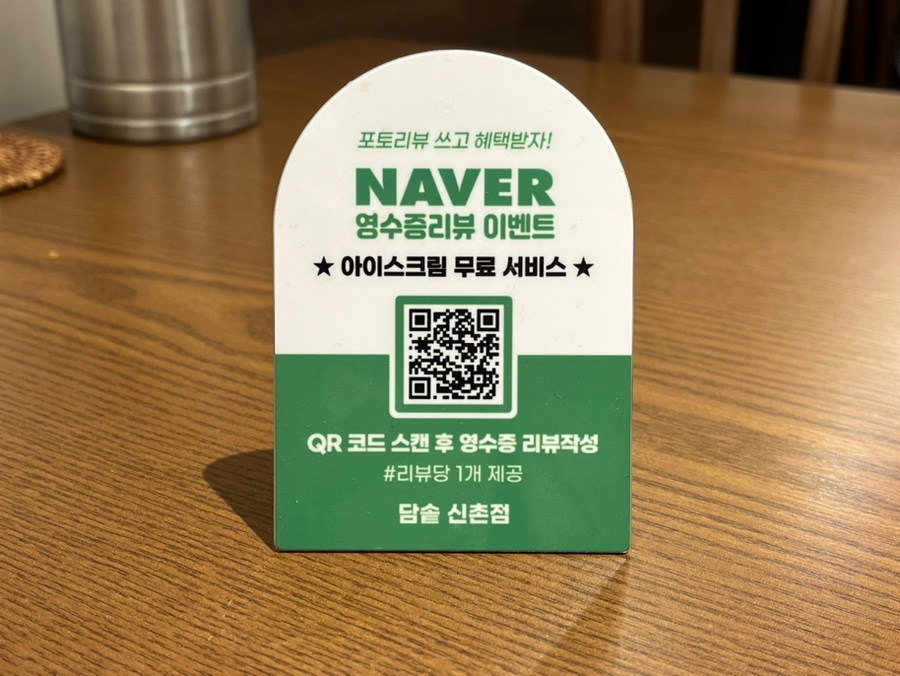 포토리뷰 쓰고 혜택받자!
NAVER
영수증리뷰 이벤트
★ 아이스크림 무료 서비스 ★
QR 코드 스캔 후 영수증 리뷰작성
#리뷰당 1개 제공
담솥 신촌점